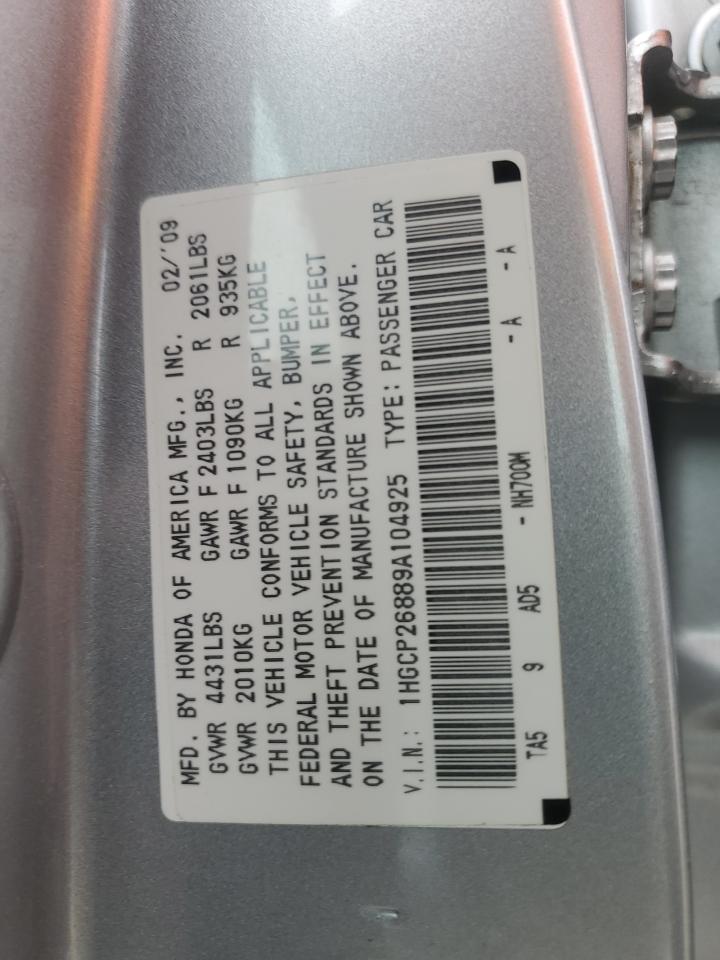 MFD. BY HONDA OF AMERICA MFG., INC. 02/'09
GVWR 4431LBS GAWR F 2403LBS R 2061LBS
GVWR 2010KG GAWR F 1090KG R 935KG
THIS VEHICLE CONFORMS TO ALL APPLICABLE
FEDERAL MOTOR VEHICLE SAFETY, BUMPER,
AND THEFT PREVENTION STANDARDS IN EFFECT
ON THE DATE OF MANUFACTURE SHOWN ABOVE.
V.I.N.: 1HGCP26889A104925 TYPE: PASSENGER CAR
TA5 9 AD5 - NH700M - A - A